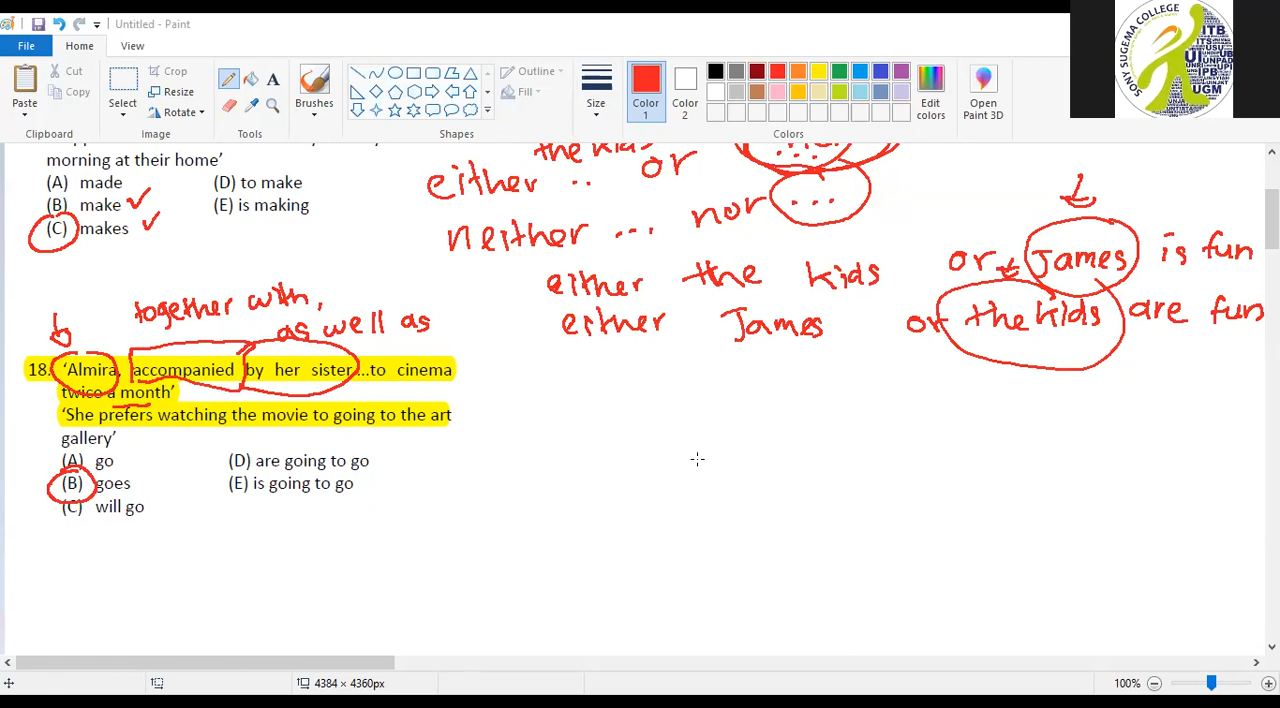 Untitled - Paint
File Home View
Cut Crop Outline
Copy Resize Fill
Paste Select Rotate Brushes Size Color 1 Color 2 Edit colors Open Paint 3D
Clipboard Image Tools Shapes Colors
SONY SUGEMA COLLEGE
ITB
UI
UNPAD
IPB
UGM
the kids
morning at their home'
(A) made (D) to make
either .. or ...
(B) make (E) is making
(C) makes
neither ... nor ...
either the kids or James is fun
together with,
as well as
either James or the kids are fun
18. 'Almira, accompanied by her sister...to cinema
twice a month'
'She prefers watching the movie to going to the art
gallery'
(A) go (D) are going to go
(B) goes (E) is going to go
(C) will go
4384 × 4360px 100%